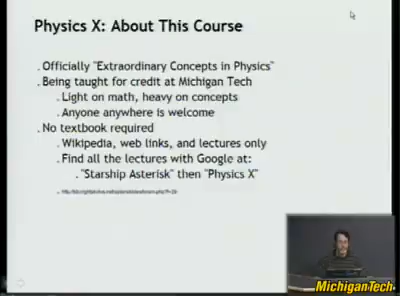 Physics X: About This Course
. Officially "Extraordinary Concepts in Physics"
. Being taught for credit at Michigan Tech
. Light on math, heavy on concepts
. Anyone anywhere is welcome
. No textbook required
. Wikipedia, web links, and lectures only
. Find all the lectures with Google at:
. "Starship Asterisk" then "Physics X"
MichiganTech